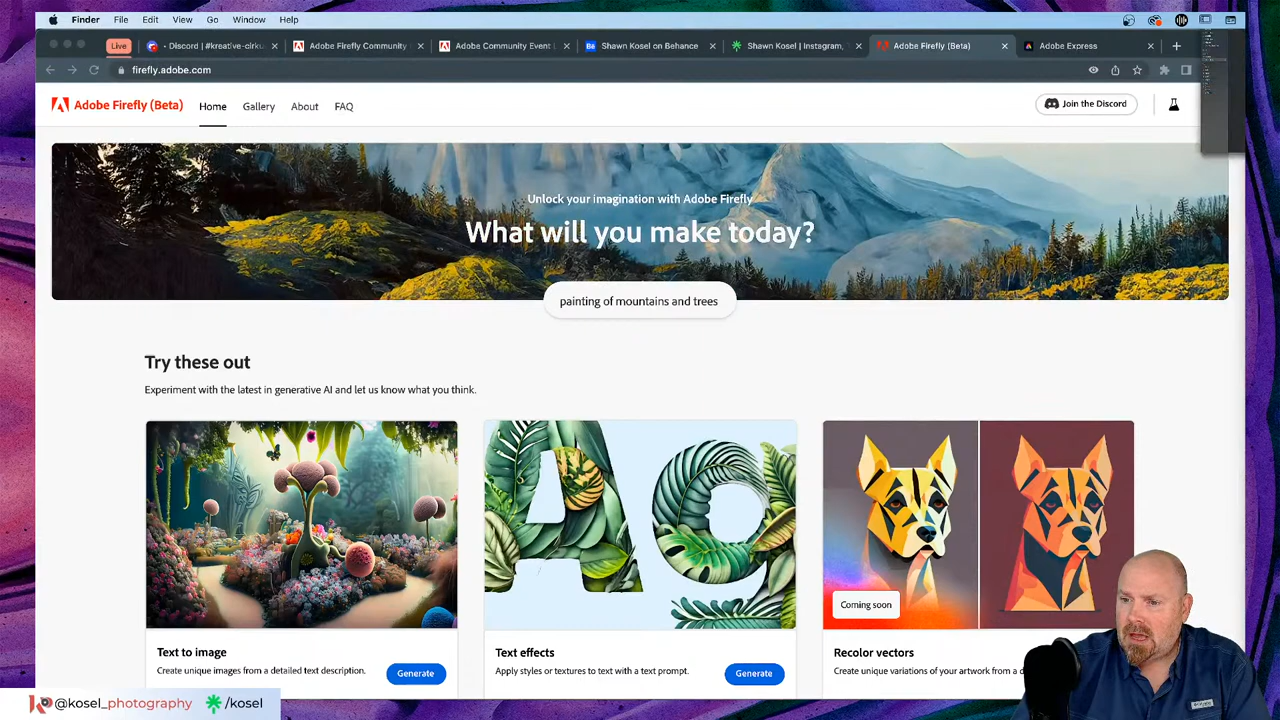 Finder File Edit View Go Window Help
Live
Discord | #kreative-cirku
Adobe Firefly Community
Adobe Community Event |
Shawn Kosel on Behance
Shawn Kosel | Instagram,
Adobe Firefly (Beta)
Adobe Express
firefly.adobe.com
Adobe Firefly (Beta) Home Gallery About FAQ
Join the Discord
Unlock your imagination with Adobe Firefly
What will you make today?
painting of mountains and trees
Try these out
Experiment with the latest in generative AI and let us know what you think.
Ag
Coming soon
Text to image
Create unique images from a detailed text description.
Generate
Text effects
Apply styles or textures to text with a text prompt.
Generate
Recolor vectors
Create unique variations of your artwork from a
@kosel_photography /kosel